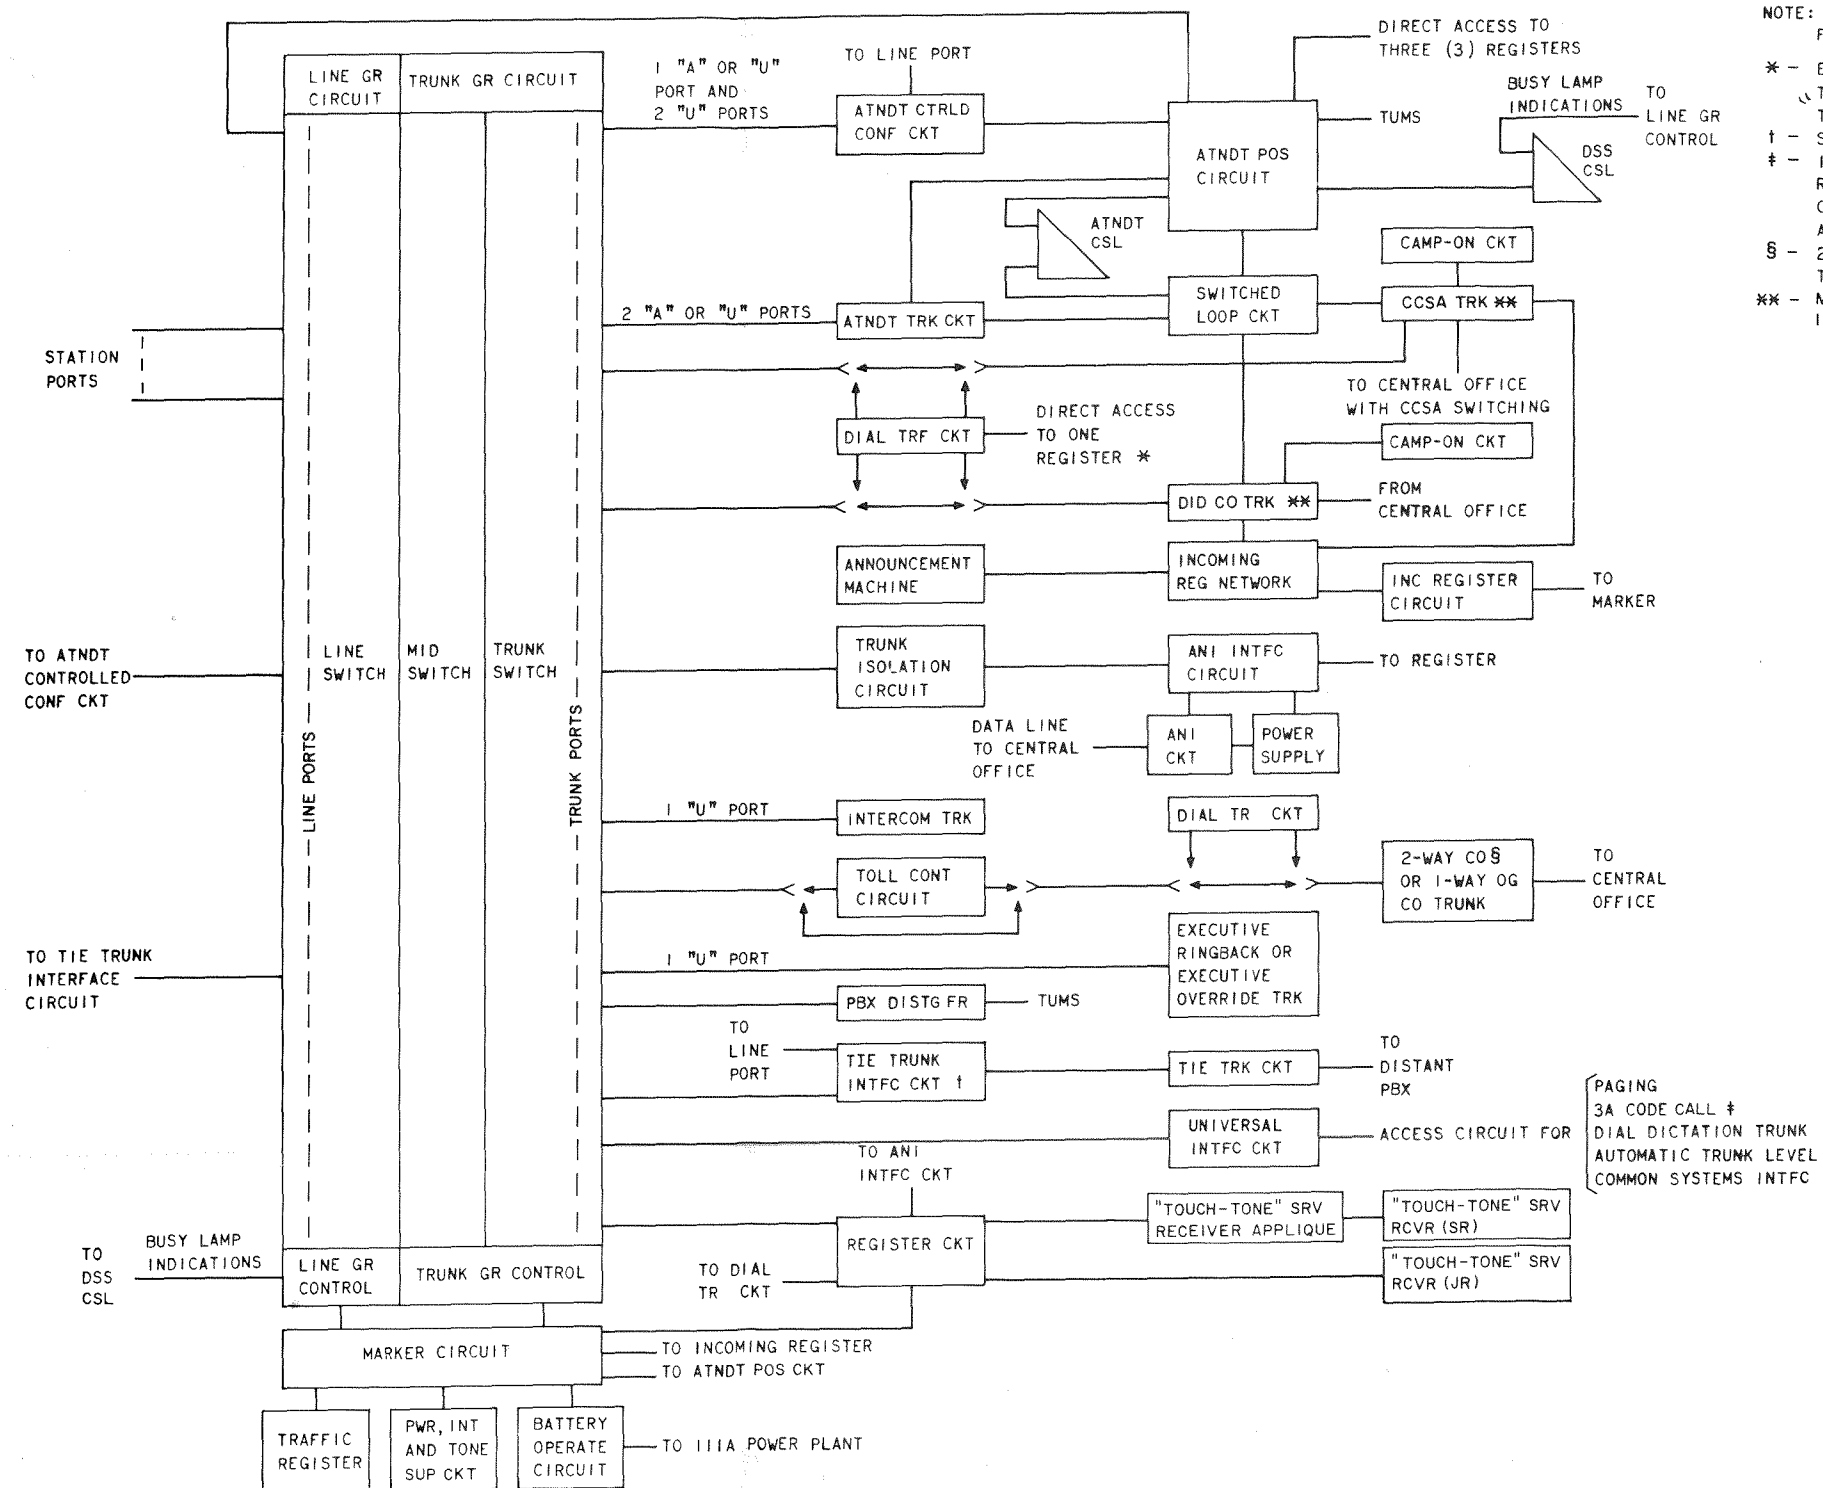 NOTE:
DIRECT ACCESS TO
THREE (3) REGISTERS
LINE GR
CIRCUIT
TRUNK GR CIRCUIT
1 "A" OR "U"
PORT AND
2 "U" PORTS
TO LINE PORT
ATNDT CTRLD
CONF CKT
ATNDT POS
CIRCUIT
TUMS
BUSY LAMP
INDICATIONS
TO
LINE GR
CONTROL
DSS
CSL
* -
† -
‡ -
§ -
** -
ATNDT
CSL
CAMP-ON CKT
2 "A" OR "U" PORTS
ATNDT TRK CKT
SWITCHED
LOOP CKT
CCSA TRK **
STATION
PORTS
TO CENTRAL OFFICE
WITH CCSA SWITCHING
DIAL TRF CKT
DIRECT ACCESS
TO ONE
REGISTER *
CAMP-ON CKT
DID CO TRK **
FROM
CENTRAL OFFICE
ANNOUNCEMENT
MACHINE
INCOMING
REG NETWORK
INC REGISTER
CIRCUIT
TO
MARKER
TO ATNDT
CONTROLLED
CONF CKT
LINE
SWITCH
MID
SWITCH
TRUNK
SWITCH
LINE PORTS
TRUNK PORTS
TRUNK
ISOLATION
CIRCUIT
ANI INTFC
CIRCUIT
TO REGISTER
DATA LINE
TO CENTRAL
OFFICE
ANI
CKT
POWER
SUPPLY
1 "U" PORT
INTERCOM TRK
DIAL TR CKT
TOLL CONT
CIRCUIT
2-WAY CO§
OR 1-WAY OG
CO TRUNK
TO
CENTRAL
OFFICE
TO TIE TRUNK
INTERFACE
CIRCUIT
1 "U" PORT
EXECUTIVE
RINGBACK OR
EXECUTIVE
OVERRIDE TRK
PBX DISTG FR
TUMS
TO
LINE
PORT
TIE TRUNK
INTFC CKT †
TIE TRK CKT
TO
DISTANT
PBX
UNIVERSAL
INTFC CKT
ACCESS CIRCUIT FOR
PAGING
3A CODE CALL ‡
DIAL DICTATION TRUNK
AUTOMATIC TRUNK LEVEL
COMMON SYSTEMS INTFC
TO ANI
INTFC CKT
REGISTER CKT
"TOUCH-TONE" SRV
RECEIVER APPLIQUE
"TOUCH-TONE" SRV
RCVR (SR)
"TOUCH-TONE" SRV
RCVR (JR)
TO DIAL
TR CKT
TO
DSS
CSL
BUSY LAMP
INDICATIONS
LINE GR
CONTROL
TRUNK GR CONTROL
MARKER CIRCUIT
TO INCOMING REGISTER
TO ATNDT POS CKT
TRAFFIC
REGISTER
PWR, INT
AND TONE
SUP CKT
BATTERY
OPERATE
CIRCUIT
TO 111A POWER PLANT